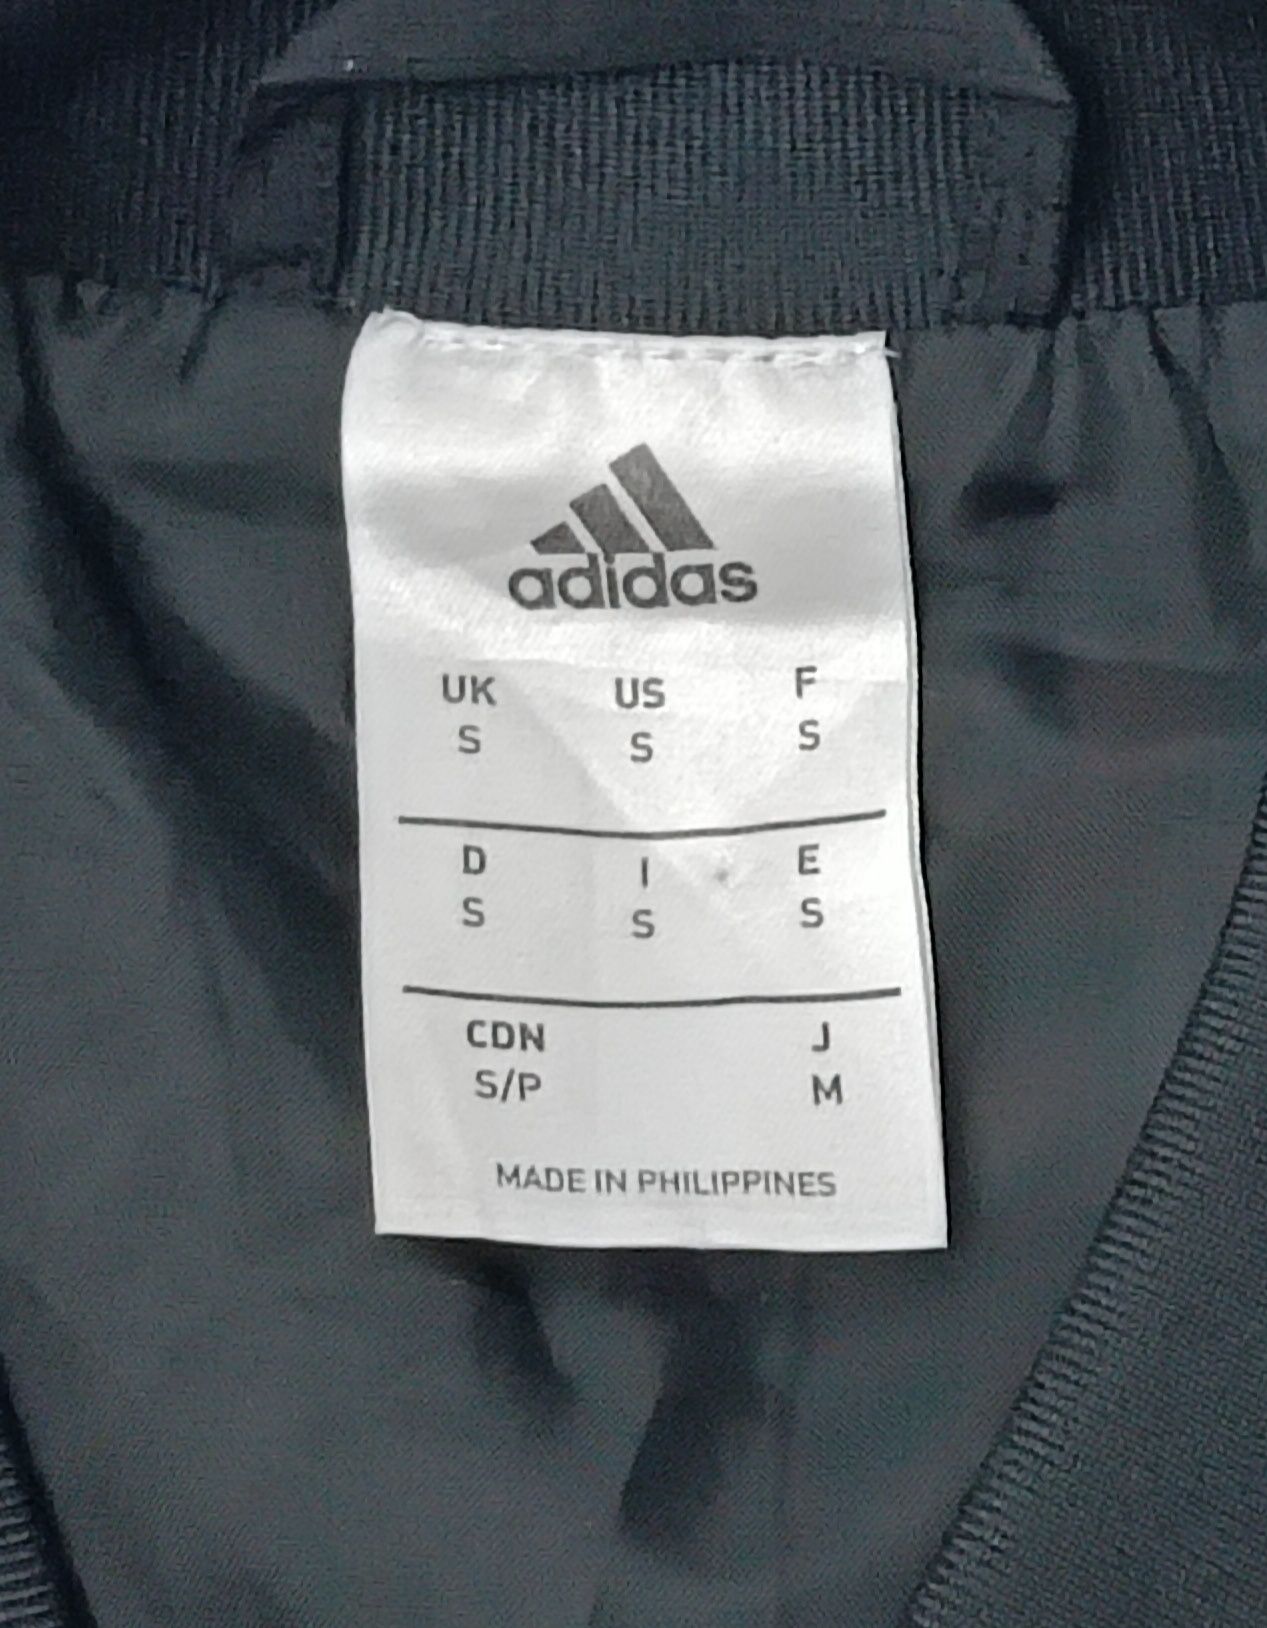 adidas
UK US F
S S S
D I E
S S S
CDN J
S/P M
MADE IN PHILIPPINES